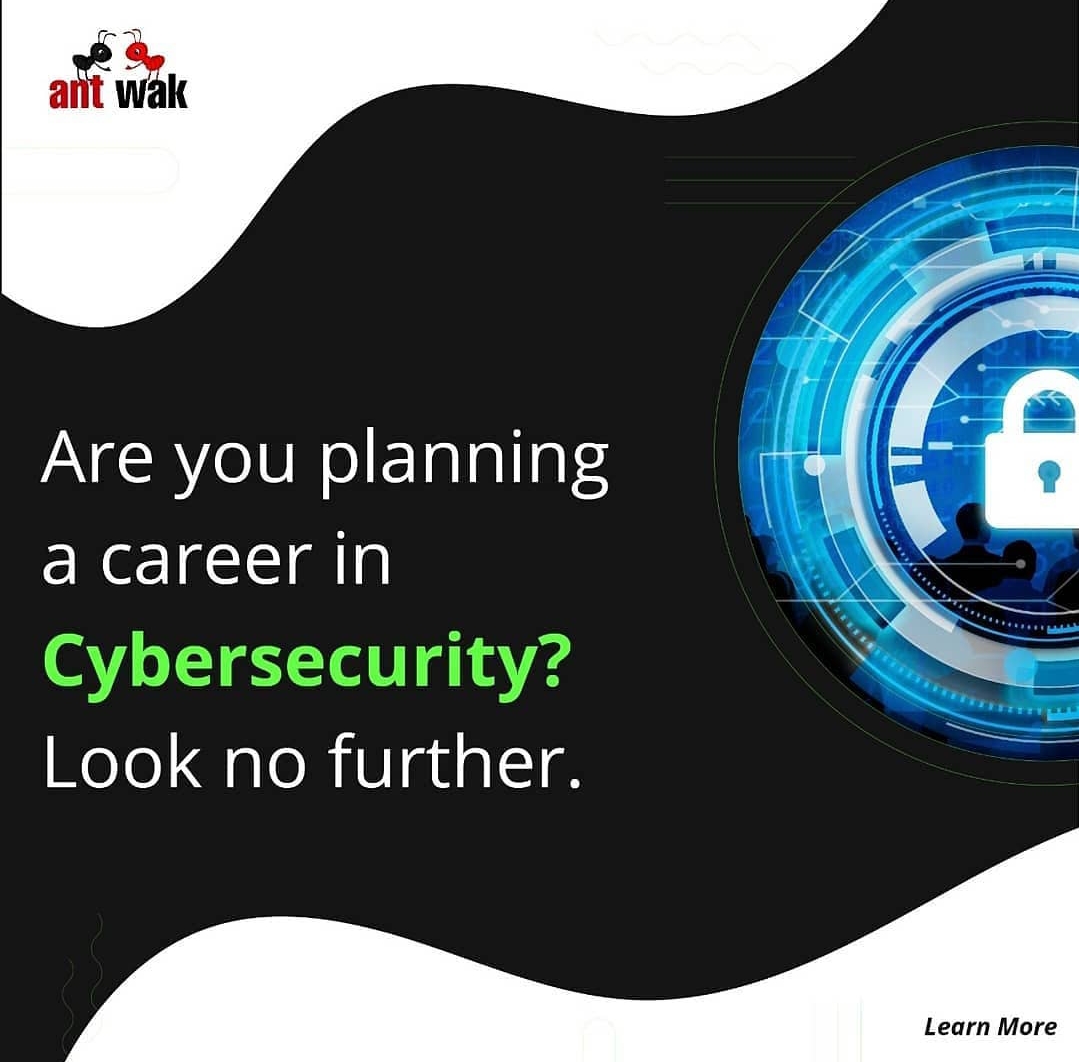 ant wak
Are you planning
a career in
Cybersecurity?
Look no further.
Learn More